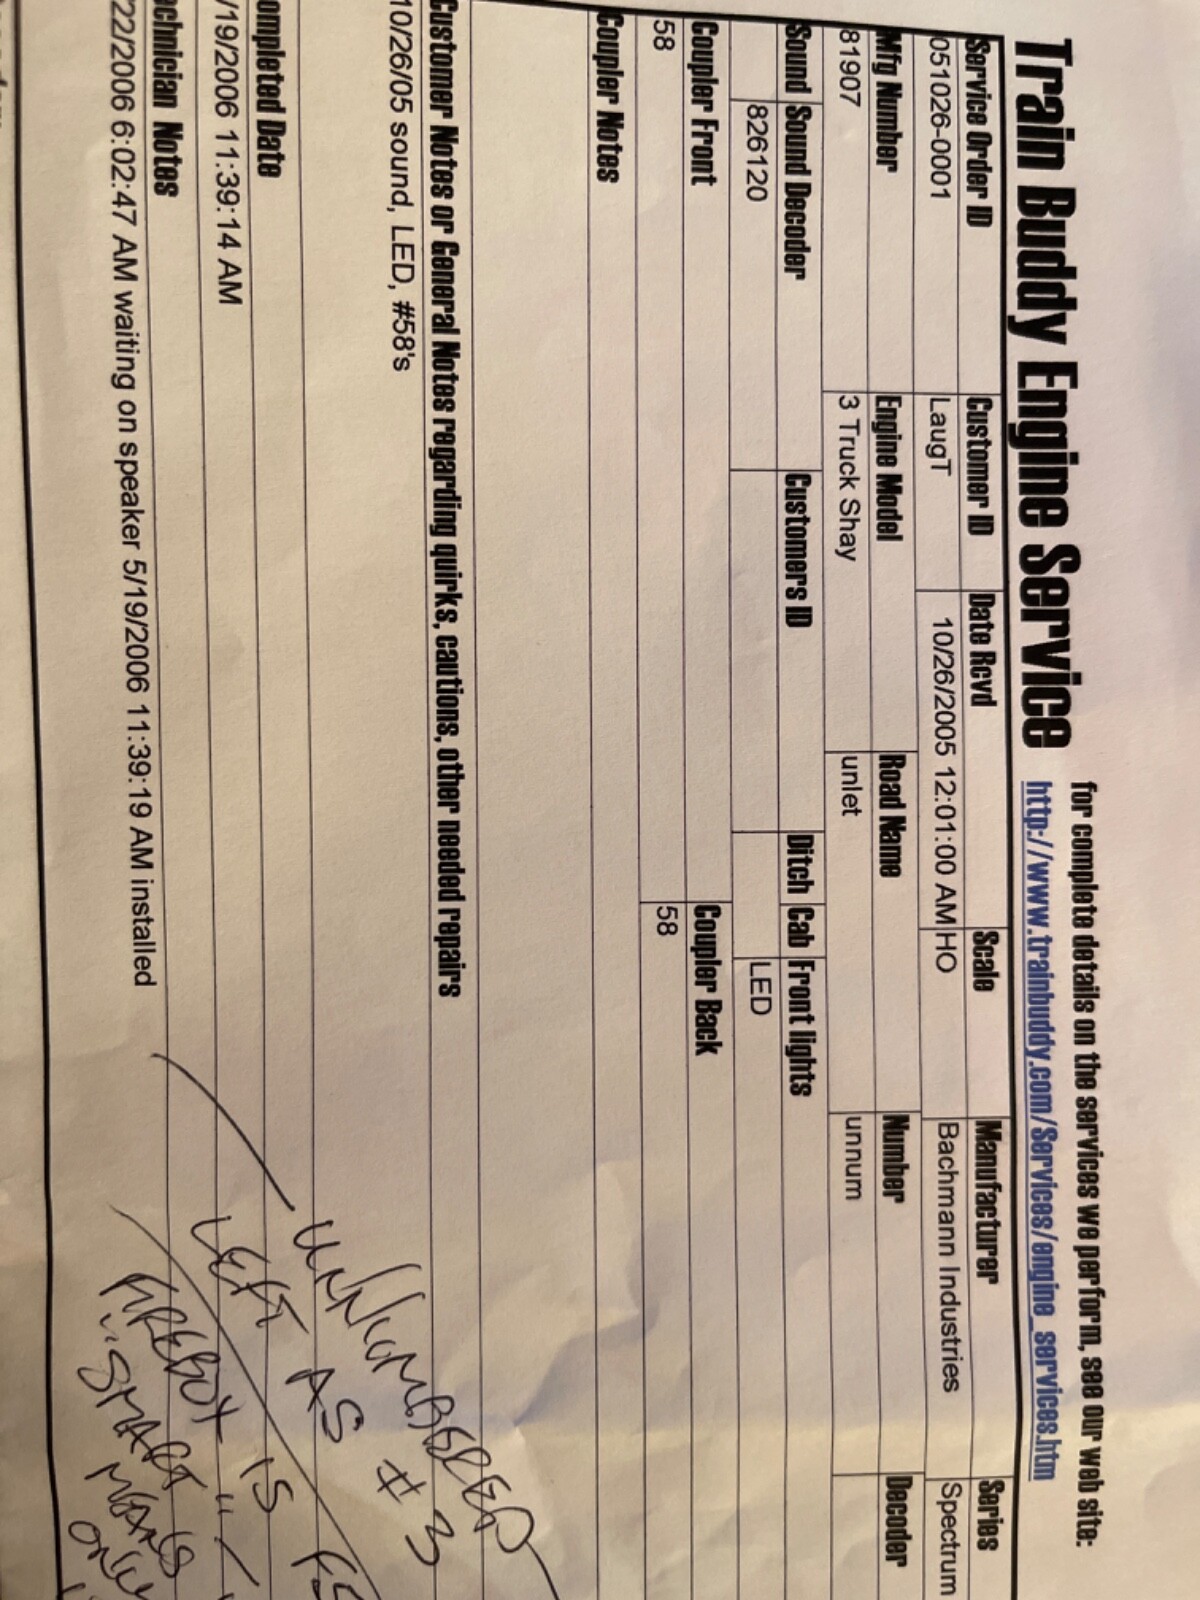 Train Buddy Engine Service
for complete details on the services we perform, see our web site:
http://www.trainbuddy.com/Services/engine_services.htm
Service Order ID Customer ID Date Rcvd Scale Manufacturer Series
051026-0001 LaugT 10/26/2005 12:01:00 AM HO Bachmann Industries Spectrum
Mfg Number Engine Model Road Name Number Decoder
81907 3 Truck Shay unlet unnum
Sound Sound Decoder Customers ID Ditch Cab Front lights
826120 LED
Coupler Front Coupler Back
58 58
Coupler Notes
Customer Notes or General Notes regarding quirks, cautions, other needed repairs
10/26/05 sound, LED, #58's
ompleted Date
/19/2006 11:39:14 AM
echnician Notes
22/2006 6:02:47 AM waiting on speaker 5/19/2006 11:39:19 AM installed
UNNUMBERED
LEFT AS #3
FIREBOX IS
"SMART
MEANS
ONLY